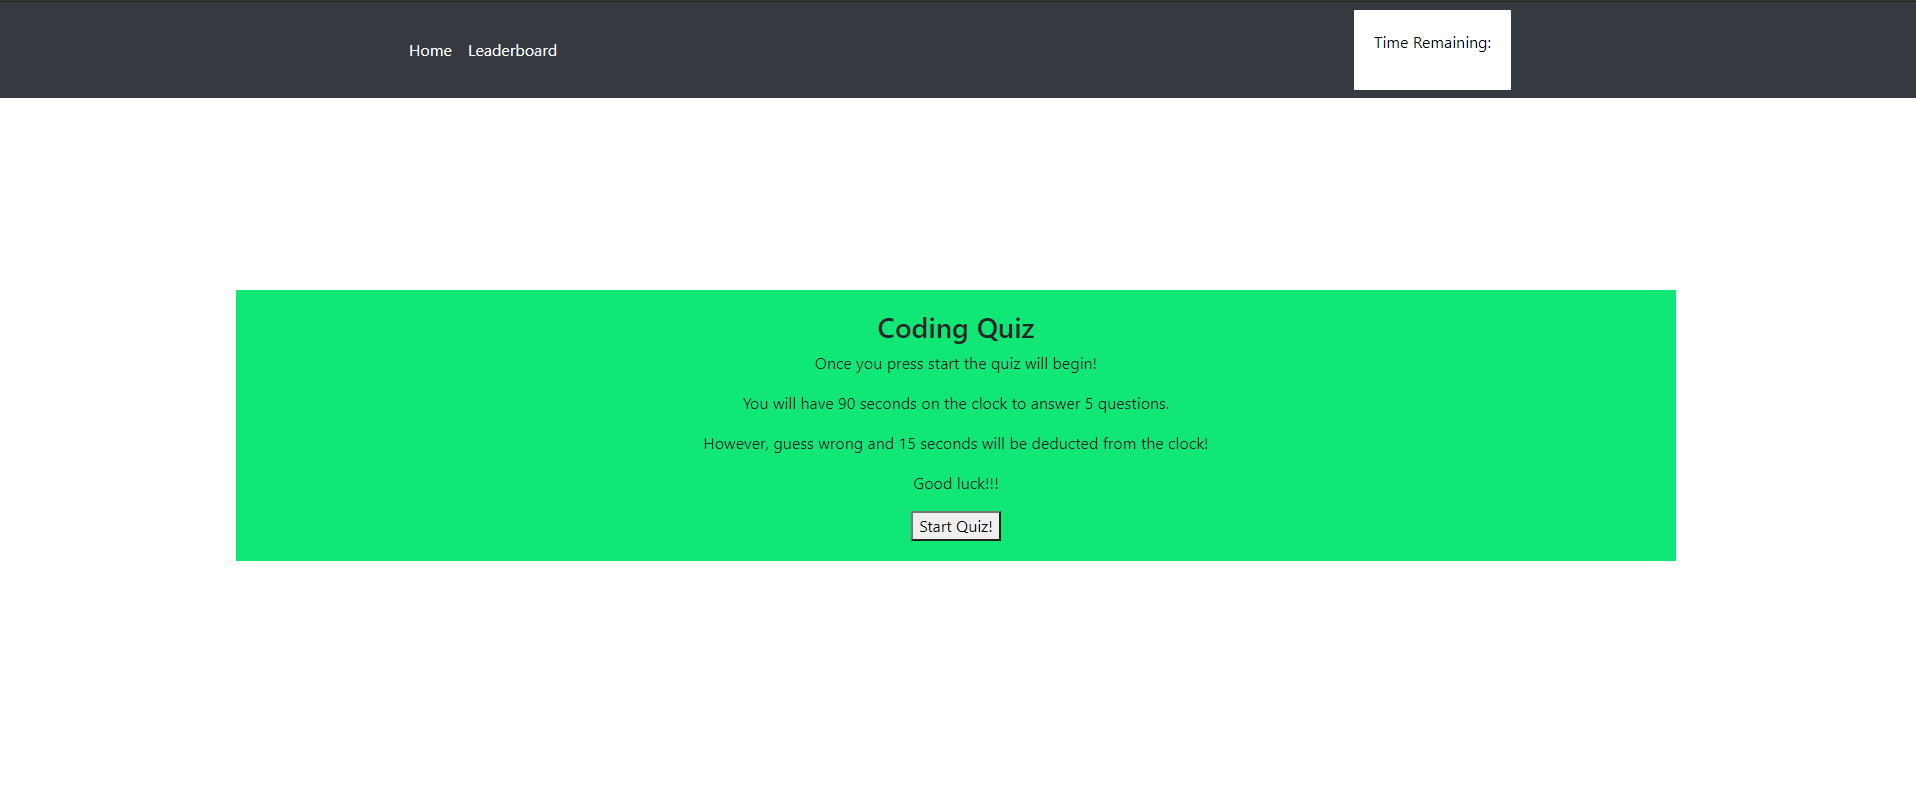 Home Leaderboard
Time Remaining:
Coding Quiz
Once you press start the quiz will begin!
You will have 90 seconds on the clock to answer 5 questions.
However, guess wrong and 15 seconds will be deducted from the clock!
Good luck!!!
Start Quiz!